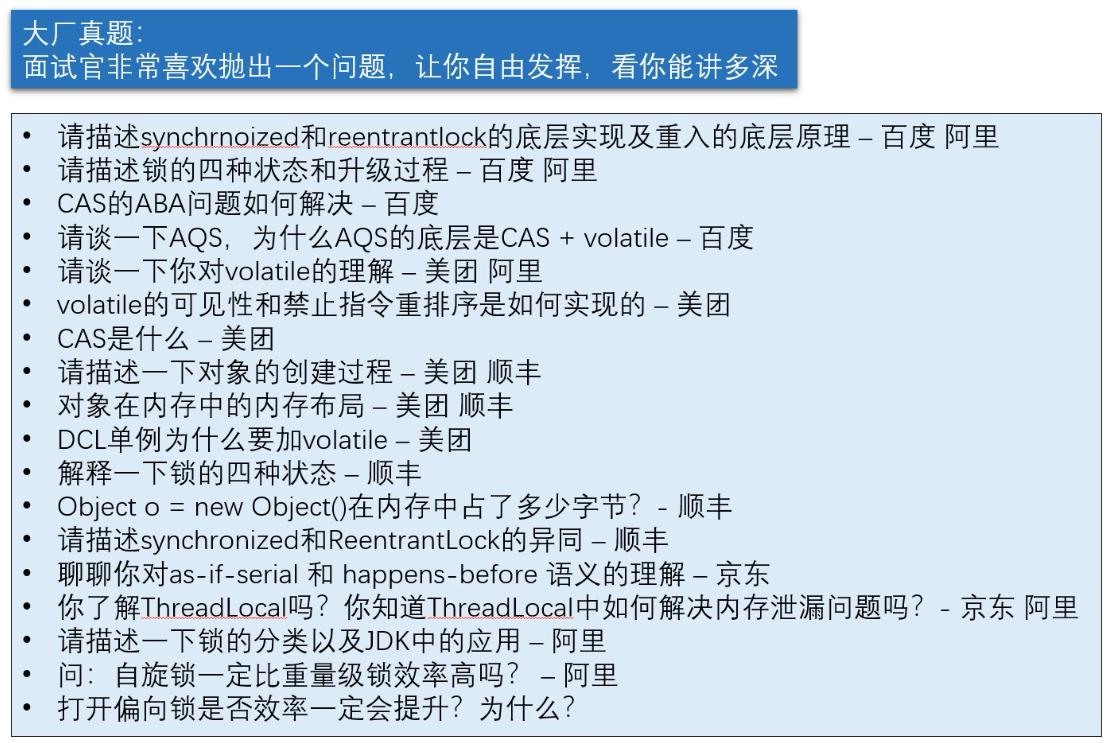 大厂真题：
面试官非常喜欢抛出一个问题，让你自由发挥，看你能讲多深
• 请描述synchrnoized和reentrantlock的底层实现及重入的底层原理 – 百度 阿里
• 请描述锁的四种状态和升级过程 – 百度 阿里
• CAS的ABA问题如何解决 – 百度
• 请谈一下AQS，为什么AQS的底层是CAS + volatile – 百度
• 请谈一下你对volatile的理解 – 美团 阿里
• volatile的可见性和禁止指令重排序是如何实现的 – 美团
• CAS是什么 – 美团
• 请描述一下对象的创建过程 – 美团 顺丰
• 对象在内存中的内存布局 – 美团 顺丰
• DCL单例为什么要加volatile – 美团
• 解释一下锁的四种状态 – 顺丰
• Object o = new Object()在内存中占了多少字节？ - 顺丰
• 请描述synchronized和ReentrantLock的异同 – 顺丰
• 聊聊你对as-if-serial 和 happens-before 语义的理解 – 京东
• 你了解ThreadLocal吗？你知道ThreadLocal中如何解决内存泄漏问题吗？ - 京东 阿里
• 请描述一下锁的分类以及JDK中的应用 – 阿里
• 问：自旋锁一定比重量级锁效率高吗？ – 阿里
• 打开偏向锁是否效率一定会提升？为什么？